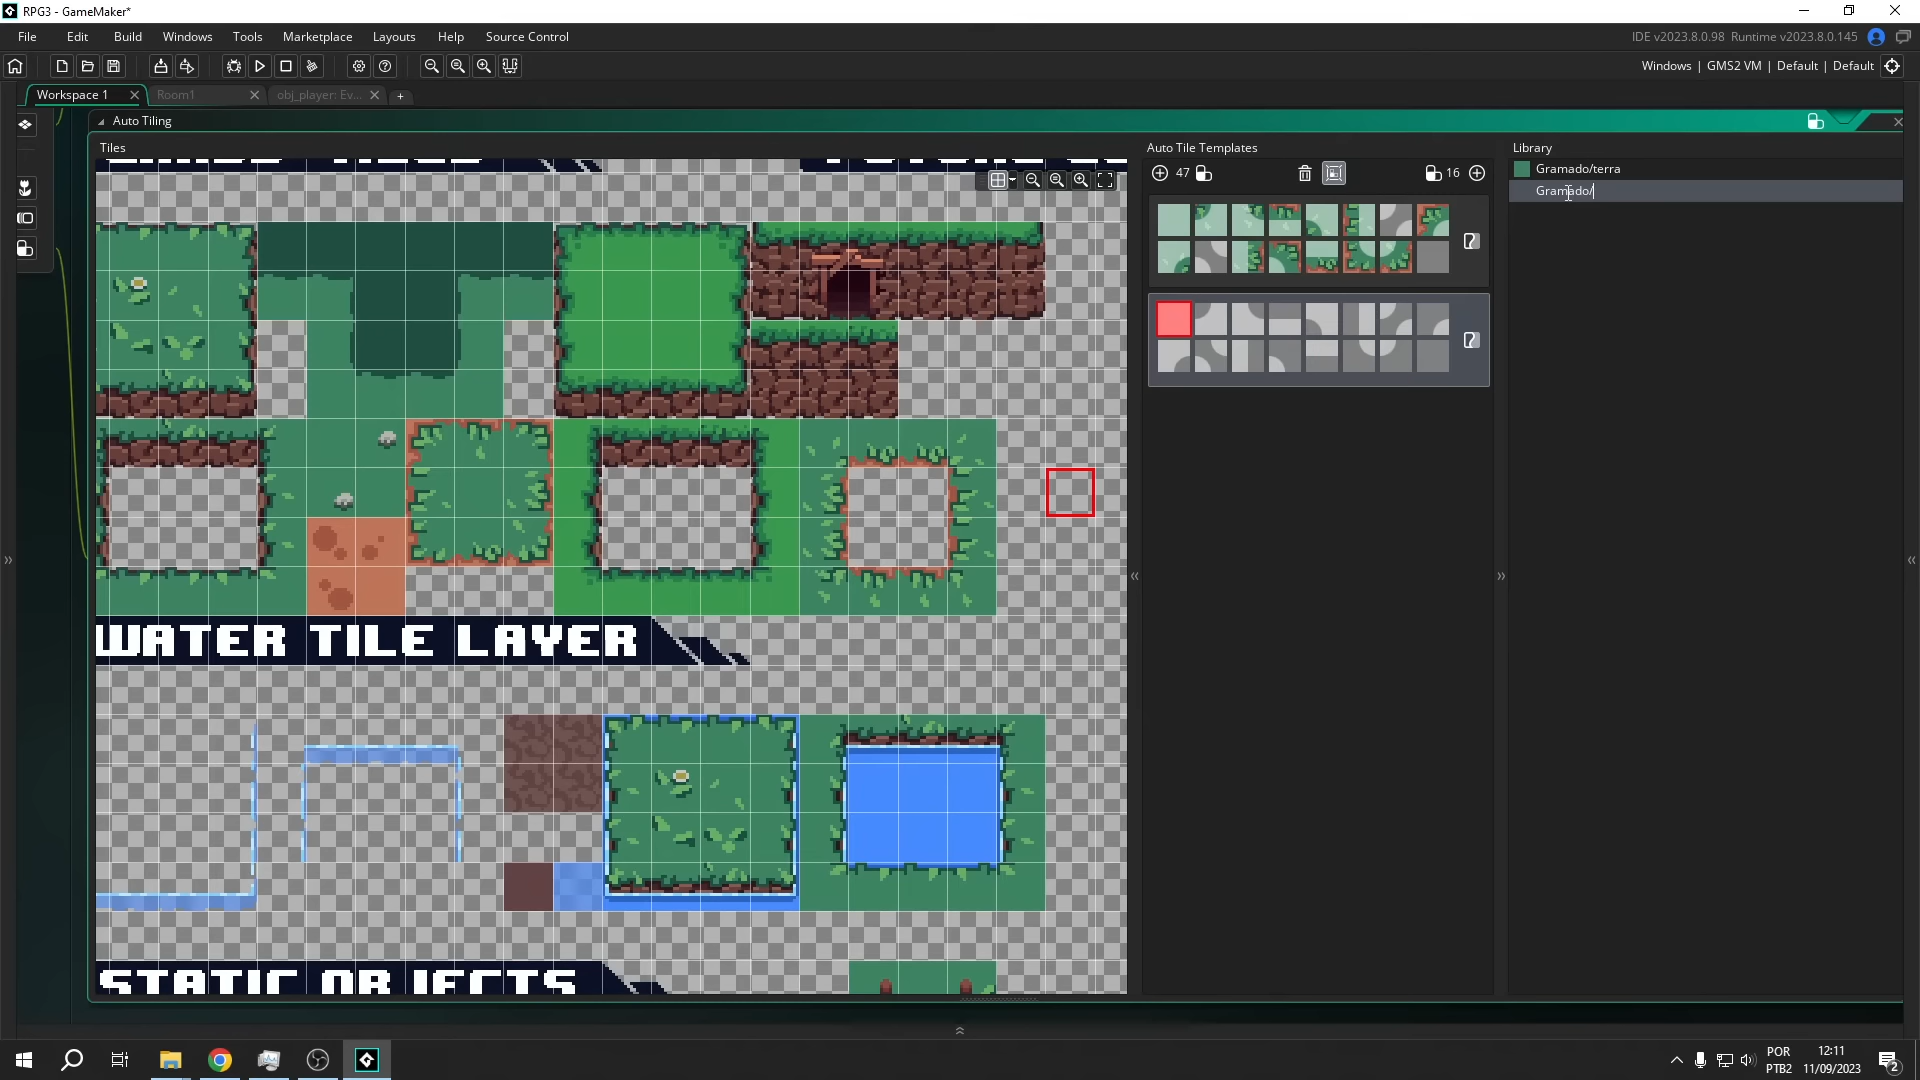 RPG3 - GameMaker*
File Edit Build Windows Tools Marketplace Layouts Help Source Control
IDE v2023.8.0.98 Runtime v2023.8.0.145
Windows | GMS2 VM | Default | Default
Workspace 1
Room1
obj_player: Ev...
Auto Tiling
Tiles
Auto Tile Templates
Library
47
16
Gramado/terra
Gramado/
WATER TILE LAYER
STATIC OBJECTS
POR
PTB2
12:11
11/09/2023
2